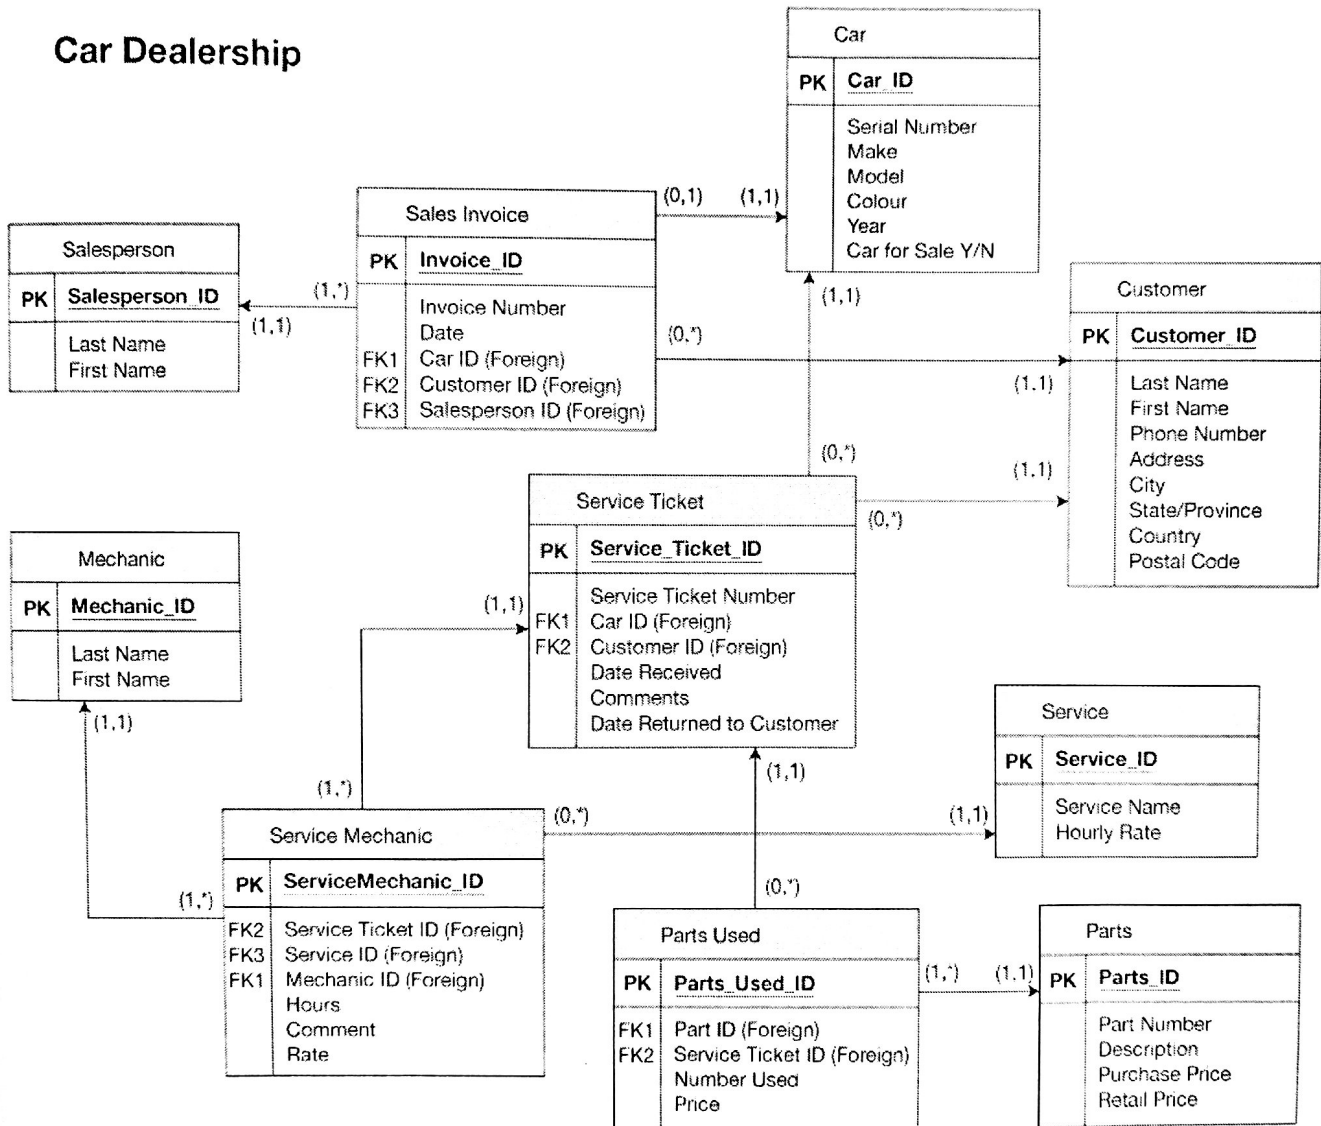 Car Dealership
Car
PK Car_ID
Serial Number
Make
Model
Colour
Year
Car for Sale Y/N
Sales Invoice
PK Invoice_ID
Invoice Number
Date
FK1 Car ID (Foreign)
FK2 Customer ID (Foreign)
FK3 Salesperson ID (Foreign)
(0,1) (1,1)
Salesperson
PK Salesperson_ID
Last Name
First Name
(1,*)
(1,1)
(0,*)
(1.1)
(1,1)
Customer
PK Customer_ID
Last Name
First Name
Phone Number
Address
City
State/Province
Country
Postal Code
(0,*)
(1,1)
(0,*)
Service Ticket
PK Service_Ticket_ID
Service Ticket Number
FK1 Car ID (Foreign)
FK2 Customer ID (Foreign)
Date Received
Comments
Date Returned to Customer
Mechanic
PK Mechanic_ID
Last Name
First Name
(1,1)
(1,1)
(1,*)
(1,*)
Service
PK Service_ID
Service Name
Hourly Rate
(1,1)
(0,*) (1,1)
(0,*)
Service Mechanic
PK ServiceMechanic_ID
FK2 Service Ticket ID (Foreign)
FK3 Service ID (Foreign)
FK1 Mechanic ID (Foreign)
Hours
Comment
Rate
Parts Used
PK Parts_Used_ID
FK1 Part ID (Foreign)
FK2 Service Ticket ID (Foreign)
Number Used
Price
(1,*) (1.1)
Parts
PK Parts_ID
Part Number
Description
Purchase Price
Retail Price